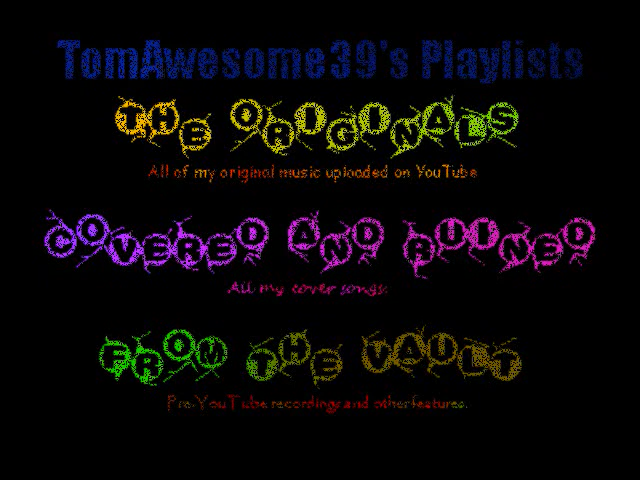 TomAwesome39's Playlists
THE ORIGINALS
All of my original music uploaded on YouTube
COVERED AND RUINED
All my cover songs.
FROM THE VAULT
Pre-YouTube recordings and other features.